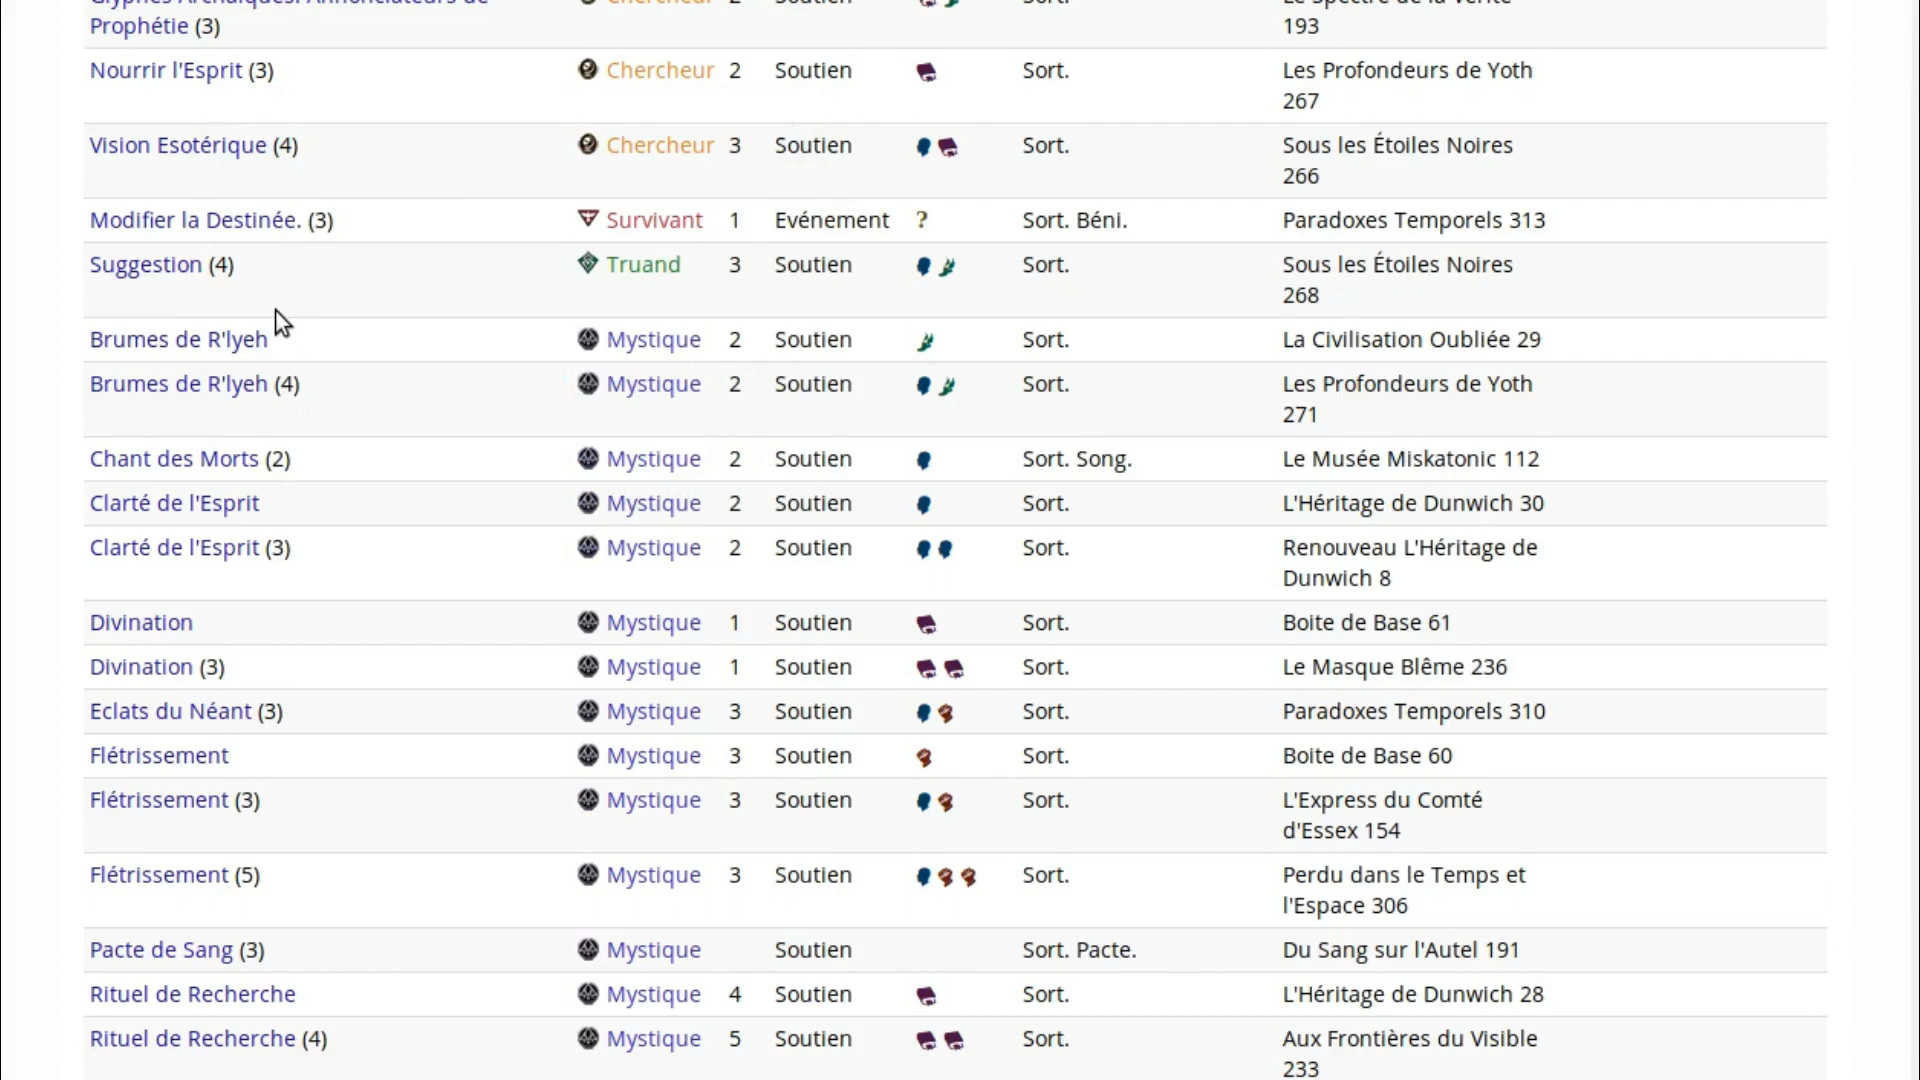 Prophétie (3) 193
Nourrir l'Esprit (3) Chercheur 2 Soutien Sort. Les Profondeurs de Yoth
267
Vision Esotérique (4) Chercheur 3 Soutien Sort. Sous les Étoiles Noires
266
Modifier la Destinée. (3) Survivant 1 Evénement ? Sort. Béni. Paradoxes Temporels 313
Suggestion (4) Truand 3 Soutien Sort. Sous les Étoiles Noires
268
Brumes de R'lyeh Mystique 2 Soutien Sort. La Civilisation Oubliée 29
Brumes de R'lyeh (4) Mystique 2 Soutien Sort. Les Profondeurs de Yoth
271
Chant des Morts (2) Mystique 2 Soutien Sort. Song. Le Musée Miskatonic 112
Clarté de l'Esprit Mystique 2 Soutien Sort. L'Héritage de Dunwich 30
Clarté de l'Esprit (3) Mystique 2 Soutien Sort. Renouveau L'Héritage de
Dunwich 8
Divination Mystique 1 Soutien Sort. Boite de Base 61
Divination (3) Mystique 1 Soutien Sort. Le Masque Blême 236
Eclats du Néant (3) Mystique 3 Soutien Sort. Paradoxes Temporels 310
Flétrissement Mystique 3 Soutien Sort. Boite de Base 60
Flétrissement (3) Mystique 3 Soutien Sort. L'Express du Comté
d'Essex 154
Flétrissement (5) Mystique 3 Soutien Sort. Perdu dans le Temps et
l'Espace 306
Pacte de Sang (3) Mystique Soutien Sort. Pacte. Du Sang sur l'Autel 191
Rituel de Recherche Mystique 4 Soutien Sort. L'Héritage de Dunwich 28
Rituel de Recherche (4) Mystique 5 Soutien Sort. Aux Frontières du Visible
233